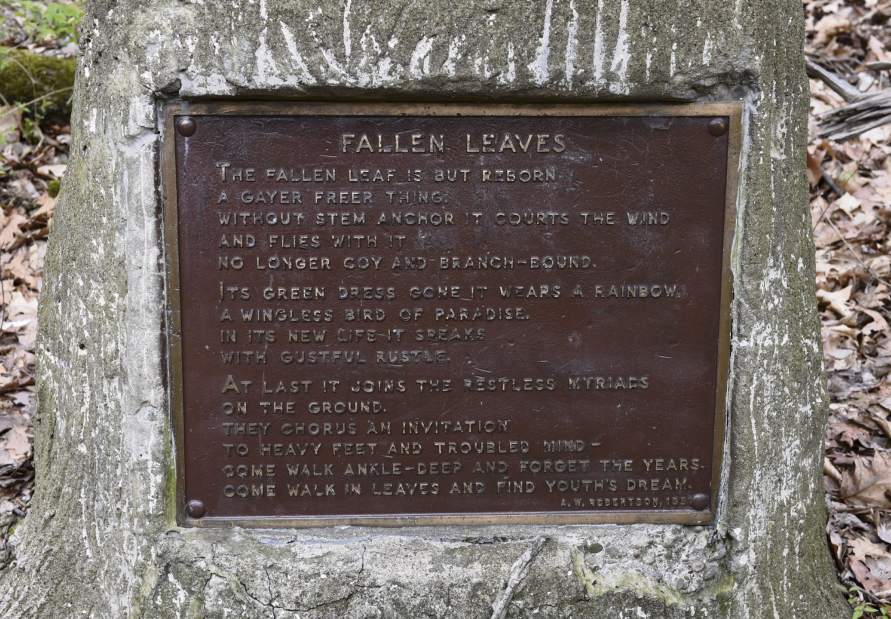 FALLEN LEAVES
THE FALLEN LEAF IS BUT REBORN
A GAYER FREER THING;
WITHOUT STEM ANCHOR IT COURTS THE WIND
AND FLIES WITH IT
NO LONGER COY AND BRANCH-BOUND.
ITS GREEN DRESS GONE IT WEARS A RAINBOW,
A WINGLESS BIRD OF PARADISE.
IN ITS NEW LIFE IT SPEAKS
WITH GUSTFUL RUSTLE.
AT LAST IT JOINS THE RESTLESS MYRIADS
ON THE GROUND.
THEY CHORUS AN INVITATION
TO HEAVY FEET AND TROUBLED MIND-
COME WALK ANKLE-DEEP AND FORGET THE YEARS.
COME WALK IN LEAVES AND FIND YOUTH'S DREAM.
A.W. ROBERTSON,